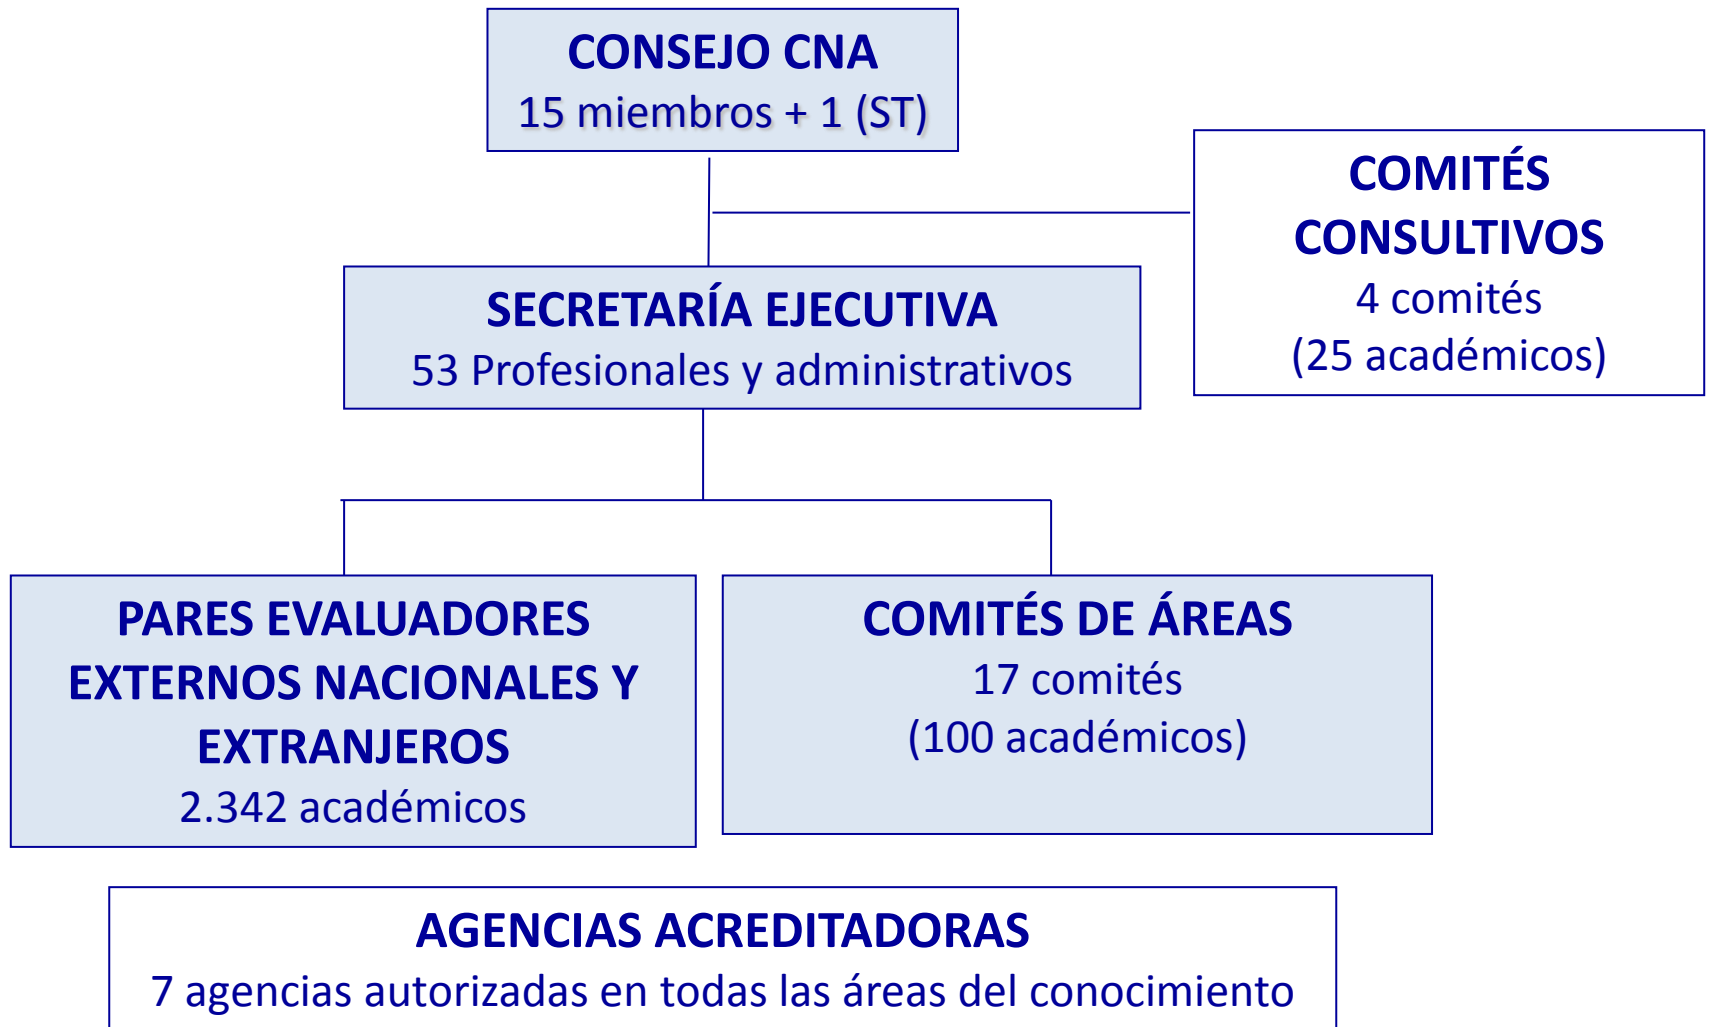 CONSEJO CNA
15 miembros + 1 (ST)
COMITÉS
CONSULTIVOS
4 comités
(25 académicos)
SECRETARÍA EJECUTIVA
53 Profesionales y administrativos
PARES EVALUADORES
EXTERNOS NACIONALES Y
EXTRANJEROS
2.342 académicos
COMITÉS DE ÁREAS
17 comités
(100 académicos)
AGENCIAS ACREDITADORAS
7 agencias autorizadas en todas las áreas del conocimiento